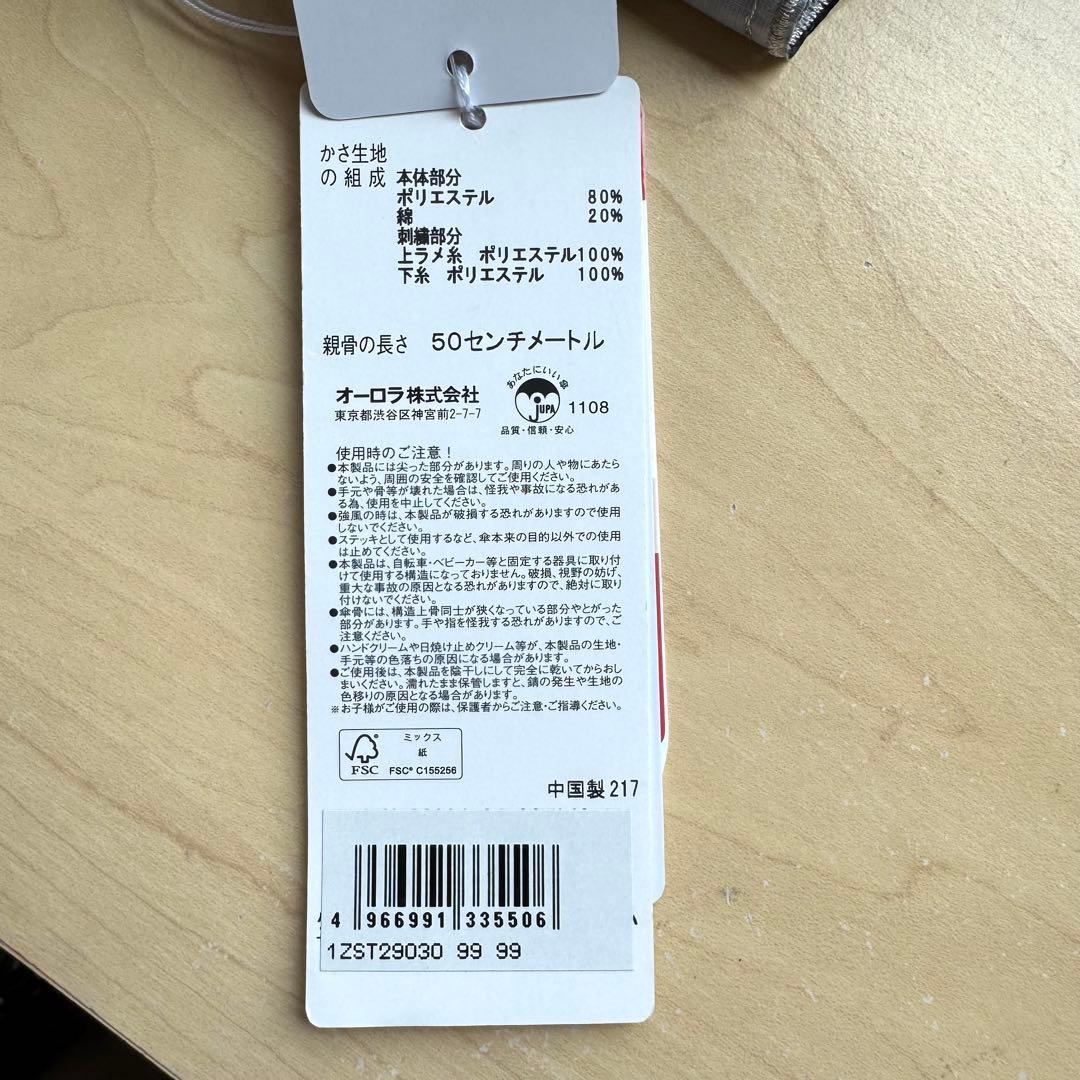 かさ生地
の組成 本体部分
ポリエステル 80%
綿 20%
刺繍部分
上ラメ糸 ポリエステル100%
下糸 ポリエステル 100%
親骨の長さ 50センチメートル
オーロラ株式会社
東京都渋谷区神宮前2-7-7
あなたにいい傘
JUPA
1108
品質・信頼・安心
使用時のご注意!
●本製品には尖った部分があります。周りの人や物にあたら
ないよう、周囲の安全を確認してご使用ください。
●手元や骨等が壊れた場合は、怪我や事故になる恐れがあ
る為、使用を中止してください。
●強風の時は、本製品が破損する恐れがありますので使用
しないでください。
●ステッキとして使用するなど、傘本来の目的以外での使用
は止めてください。
●本製品は、自転車・ベビーカー等と固定する器具に取り付
けて使用する構造になっておりません。破損、視野の妨げ、
重大な事故の原因となる恐れがありますので、絶対に取り
付けないでください。
●傘骨には、構造上骨同士が狭くなっている部分やとがった
部分があります。手や指を怪我する恐れがありますので、ご
注意ください。
●ハンドクリームや日焼け止めクリーム等が、本製品の生地・
手元等の色落ちの原因になる場合があります。
●ご使用後は、本製品を陰干しにして完全に乾いてからおし
まいください。濡れたまま保管しますと、錆の発生や生地の
色移りの原因となる場合があります。
※お子様がご使用の際は、保護者からご注意・ご指導ください。
ミックス
紙
FSC
FSC® C155256
中国製 217
4 966991 335506
1ZST29030 99 99